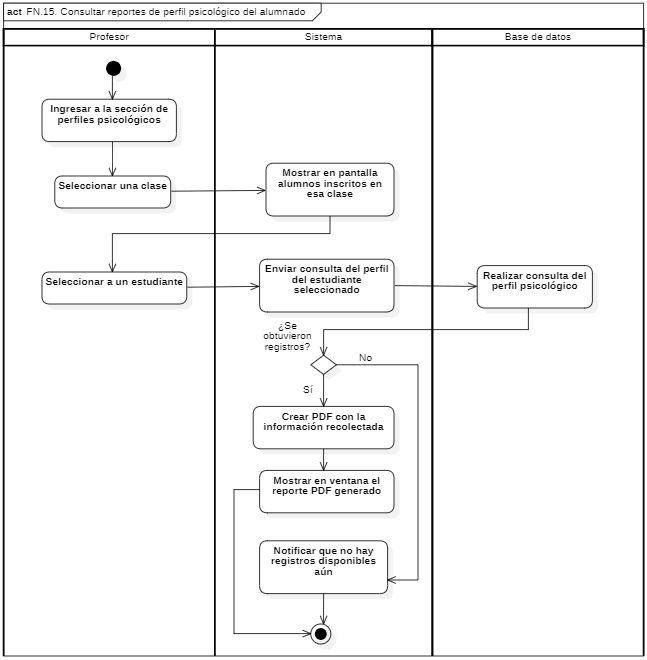 act FN.15. Consultar reportes de perfil psicológico del alumnado
Profesor
Sistema
Base de datos
Ingresar a la sección de
perfiles psicológicos
Seleccionar una clase
Mostrar en pantalla
alumnos inscritos en
esa clase
Seleccionar a un estudiante
Enviar consulta del perfil
del estudiante
seleccionado
Realizar consulta del
perfil psicológico
¿Se
obtuvieron
registros?
No
Sí
Crear PDF con la
información recolectada
Mostrar en ventana el
reporte PDF generado
Notificar que no hay
registros disponibles
aún